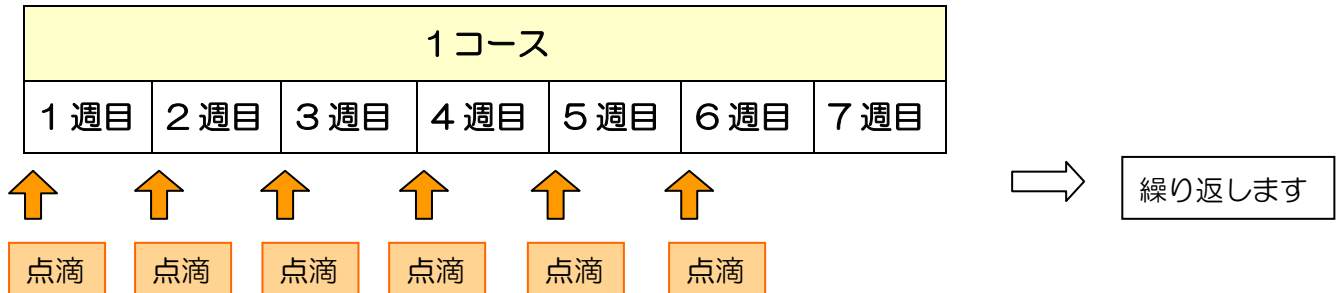 1コース
1週目 2週目 3週目 4週目 5週目 6週目 7週目
繰り返します
点滴 点滴 点滴 点滴 点滴 点滴